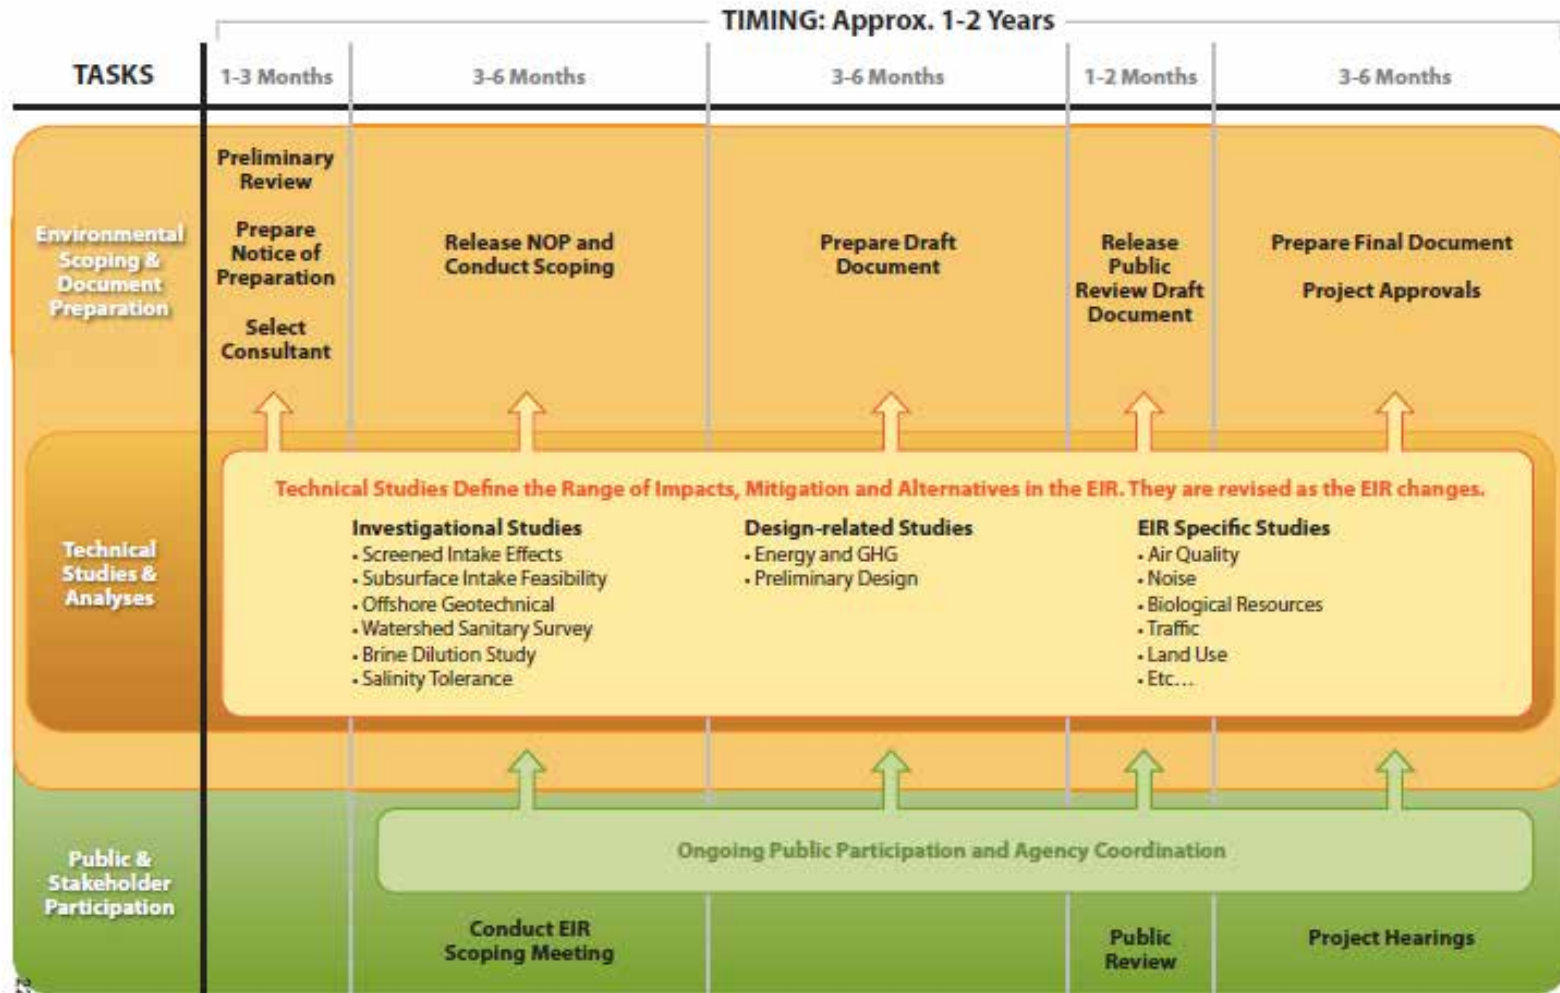 TIMING: Approx. 1-2 Years
TASKS
1-3 Months
3-6 Months
3-6 Months
1-2 Months
3-6 Months
Environmental
Scoping &
Document
Preparation
Preliminary
Review
Prepare
Notice of
Preparation
Select
Consultant
Release NOP and
Conduct Scoping
Prepare Draft
Document
Release
Public
Review Draft
Document
Prepare Final Document
Project Approvals
Technical
Studies &
Analyses
Technical Studies Define the Range of Impacts, Mitigation and Alternatives in the EIR. They are revised as the EIR changes.
Investigational Studies
• Screened Intake Effects
• Subsurface Intake Feasibility
• Offshore Geotechnical
• Watershed Sanitary Survey
• Brine Dilution Study
• Salinity Tolerance
Design-related Studies
• Energy and GHG
• Preliminary Design
EIR Specific Studies
• Air Quality
• Noise
• Biological Resources
• Traffic
• Land Use
• Etc...
Public &
Stakeholder
Participation
Ongoing Public Participation and Agency Coordination
Conduct EIR
Scoping Meeting
Public
Review
Project Hearings